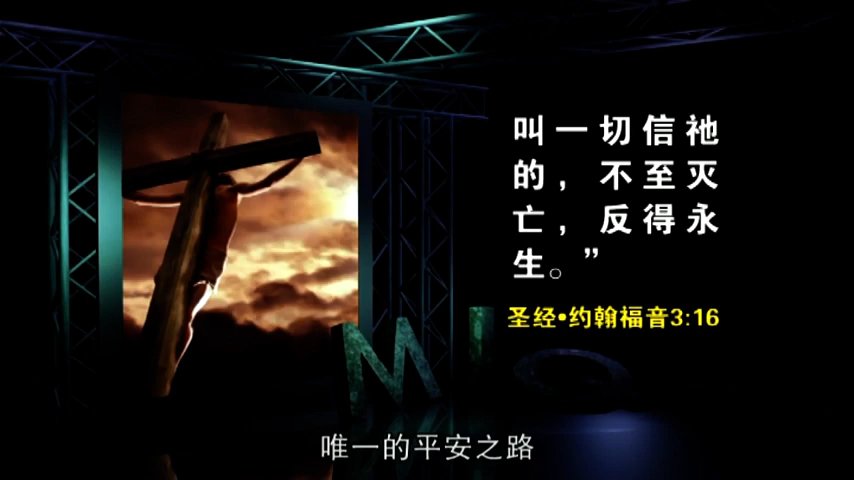 叫一切信祂
的，不至灭
亡，反得永
生。”
圣经•约翰福音3:16
M I
唯一的平安之路